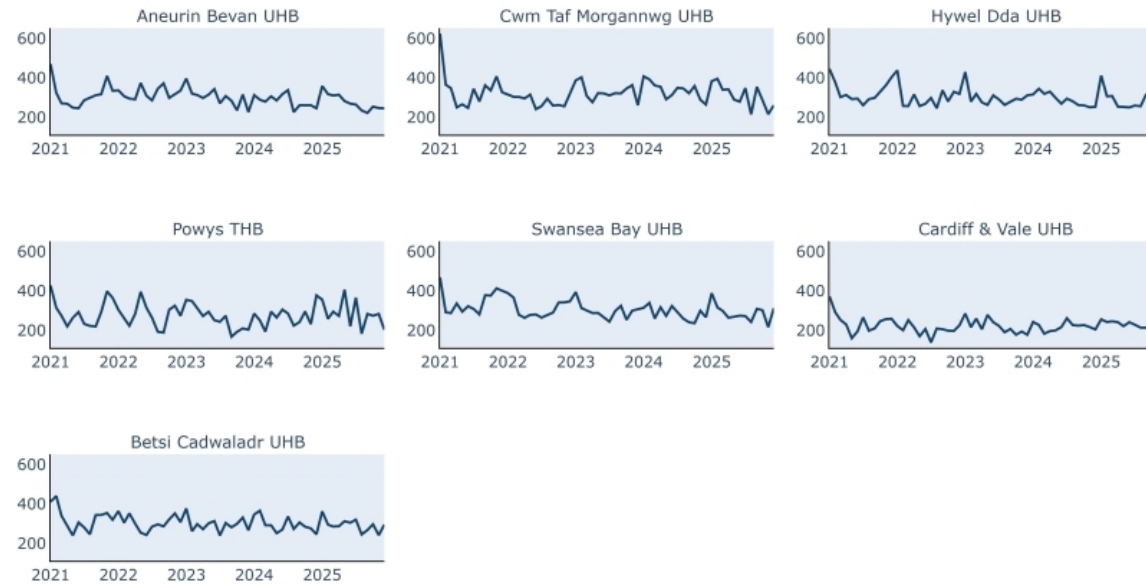 Aneurin Bevan UHB Cwm Taf Morgannwg UHB Hywel Dda UHB
600 600 600
400 400 400
200 200 200
2021 2022 2023 2024 2025 2021 2022 2023 2024 2025 2021 2022 2023 2024 2025
Powys THB Swansea Bay UHB Cardiff & Vale UHB
600 600 600
400 400 400
200 200 200
2021 2022 2023 2024 2025 2021 2022 2023 2024 2025 2021 2022 2023 2024 2025
Betsi Cadwaladr UHB
600
400
200
2021 2022 2023 2024 2025